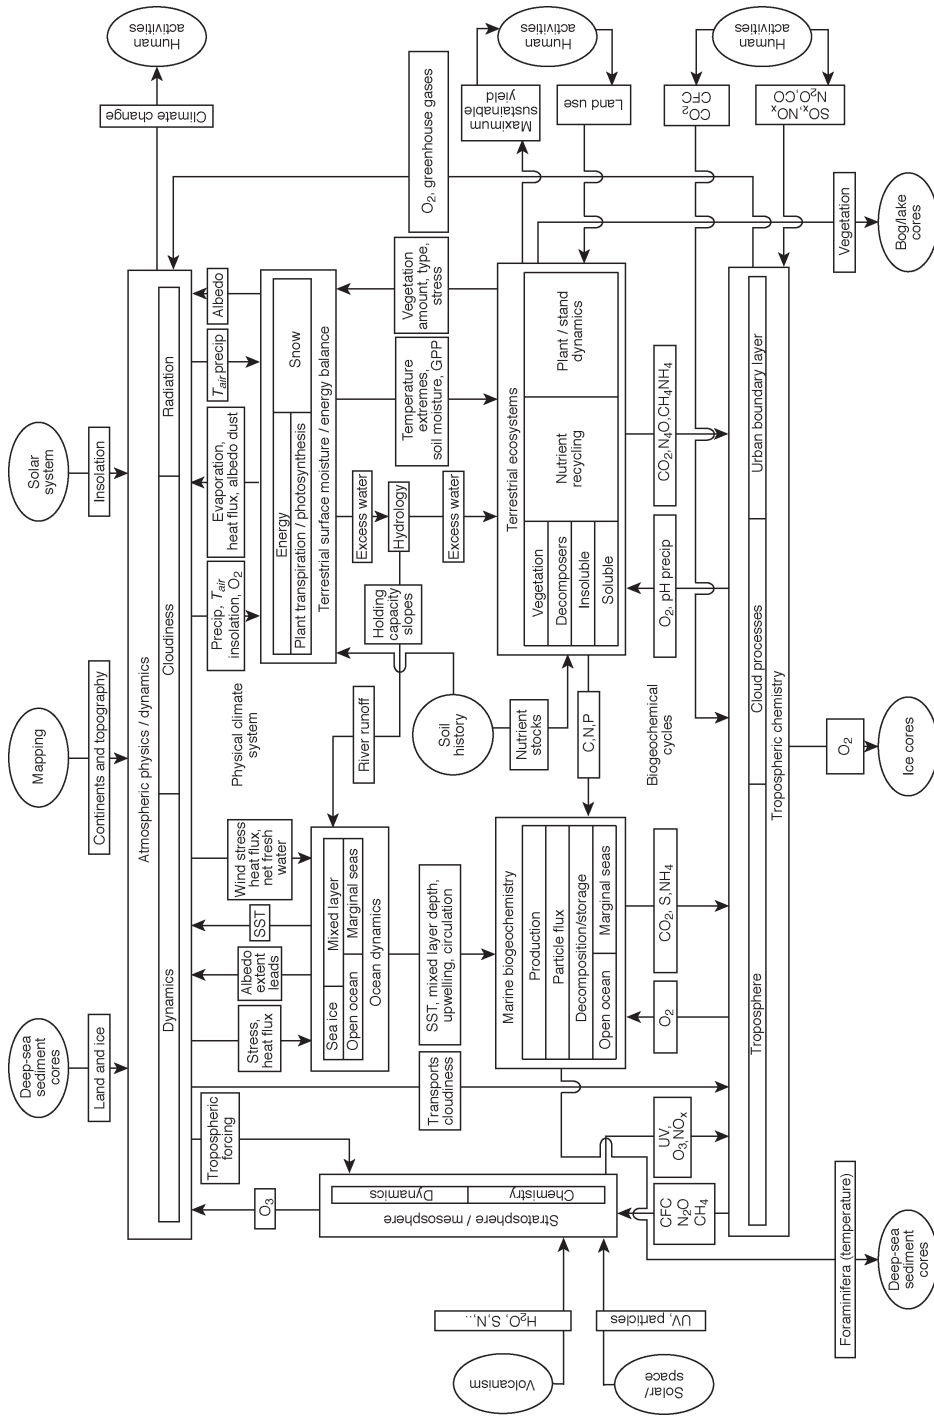 Deep-sea
sediment
cores
Mapping
Solar
system
Land and ice
Continents and topography
Insolation
Climate change
Human
activities
Atmospheric physics / dynamics
Dynamics
Cloudiness
Radiation
O3
Tropospheric
forcing
Stress,
heat flux
Albedo
extent
leads
SST
Wind stress
heat flux,
net fresh
water
Physical climate
system
Precip, Tair
insolation, O2
Evaporation,
heat flux, albedo dust
Tair precip
Albedo
Energy
Plant transpiration / photosynthesis
Snow
Terrestrial surface moisture / energy balance
Sea ice
Mixed layer
Open ocean
Marginal seas
Ocean dynamics
River runoff
Holding
capacity
slopes
Excess water
Hydrology
Excess water
Temperature
extremes,
soil moisture, GPP
Vegetation
amount, type,
stress
O2, greenhouse gases
Stratosphere / mesosphere
Dynamics
Chemistry
Transports
cloudiness
SST, mixed layer depth,
upwelling, circulation
Soil
history
Nutrient
stocks
Maximum
sustainable
yield
Human
activities
Land use
Volcanism
H2O, S,N,...
Solar/
space
UV, particles
Marine biogeochemistry
Production
Particle flux
Decomposition/storage
Open ocean
Marginal seas
C,N,P
Terrestrial ecosystems
Vegetation
Decomposers
Insoluble
Soluble
Nutrient
recycling
Plant / stand
dynamics
CFC
N2O
CH4
UV,
O3,NOx
O2
CO2, S,NH4
Biogeochemical
cycles
O2, pH precip
CO2,N4O,CH4NH4
CO2
CFC
Human
activities
SOx,NOx
N2O,CO
Troposphere
Cloud processes
Urban boundary layer
Tropospheric chemistry
Foraminifera (temperature)
O2
Vegetation
Deep-sea
sediment
cores
Ice cores
Bog/lake
cores